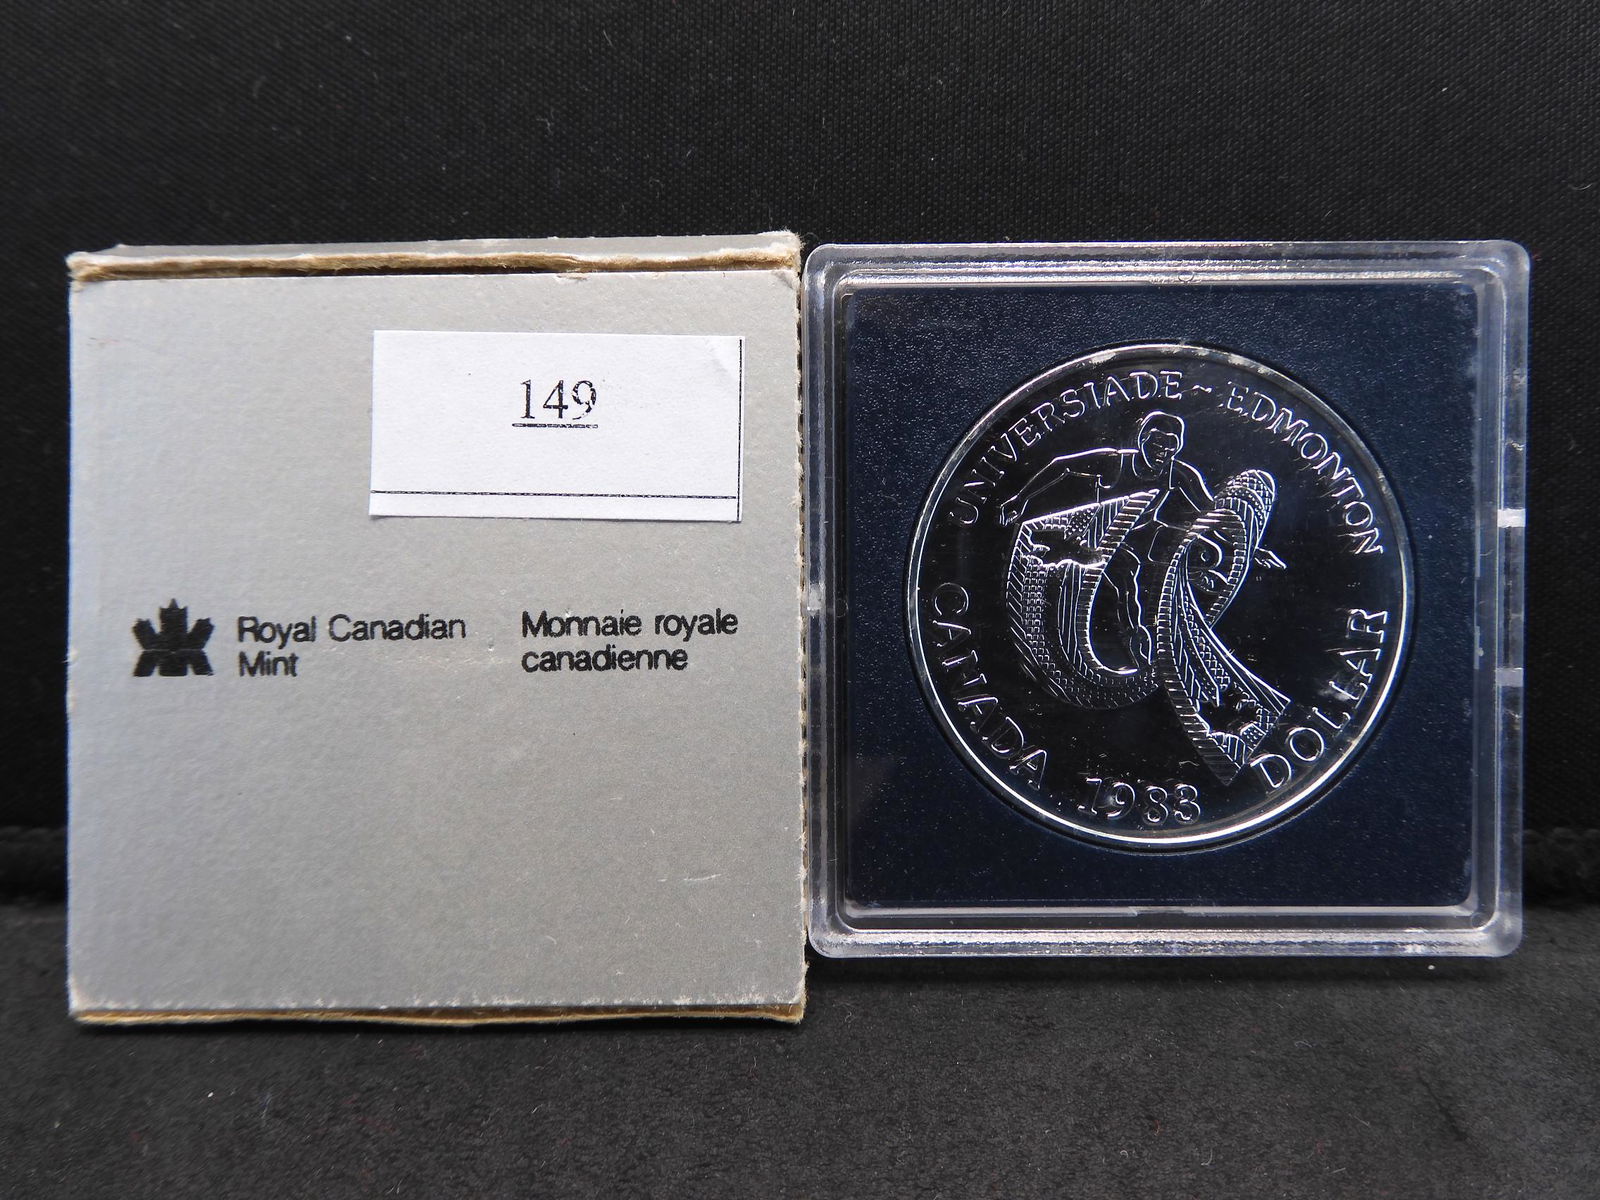 149
Royal Canadian
Mint
Monnaie royale
canadienne
UNIVERSIADE ~ EDMONTON
CANADA 1983 DOLLAR